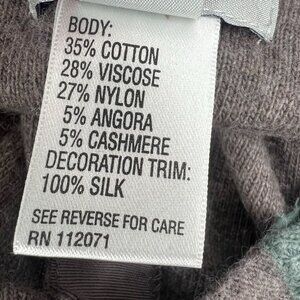 BODY:
35% COTTON
28% VISCOSE
27% NYLON
5% ANGORA
5% CASHMERE
DECORATION TRIM:
100% SILK
SEE REVERSE FOR CARE
RN 112071